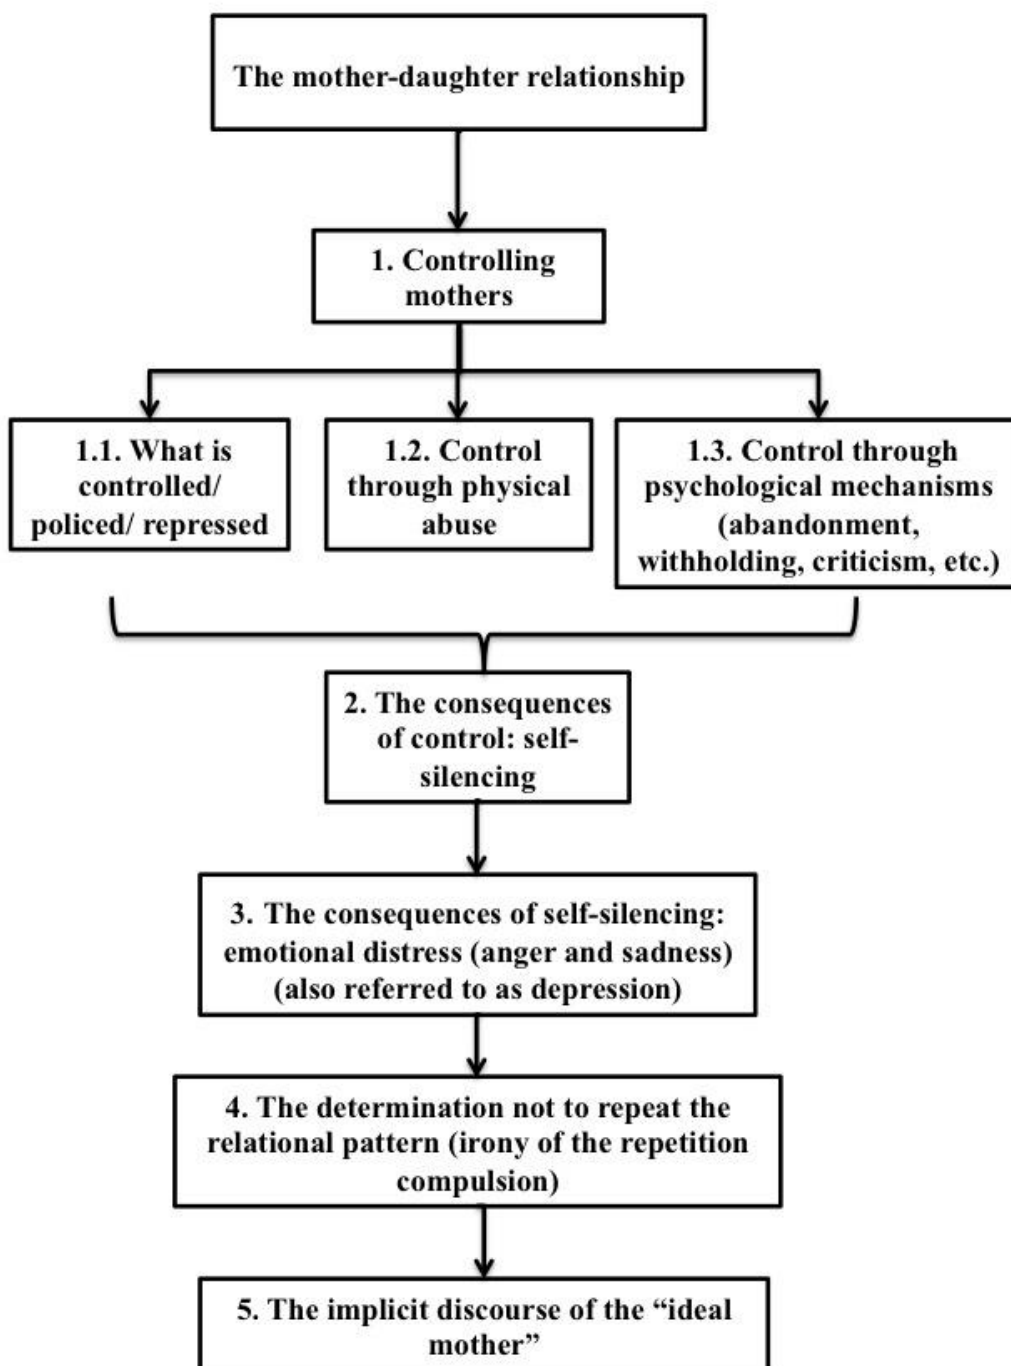 The mother-daughter relationship
1. Controlling
mothers
1.1. What is
controlled/
policed/ repressed
1.2. Control
through physical
abuse
1.3. Control through
psychological mechanisms
(abandonment,
withholding, criticism, etc.)
2. The consequences
of control: self-
silencing
3. The consequences of self-silencing:
emotional distress (anger and sadness)
(also referred to as depression)
4. The determination not to repeat the
relational pattern (irony of the repetition
compulsion)
5. The implicit discourse of the “ideal
mother”